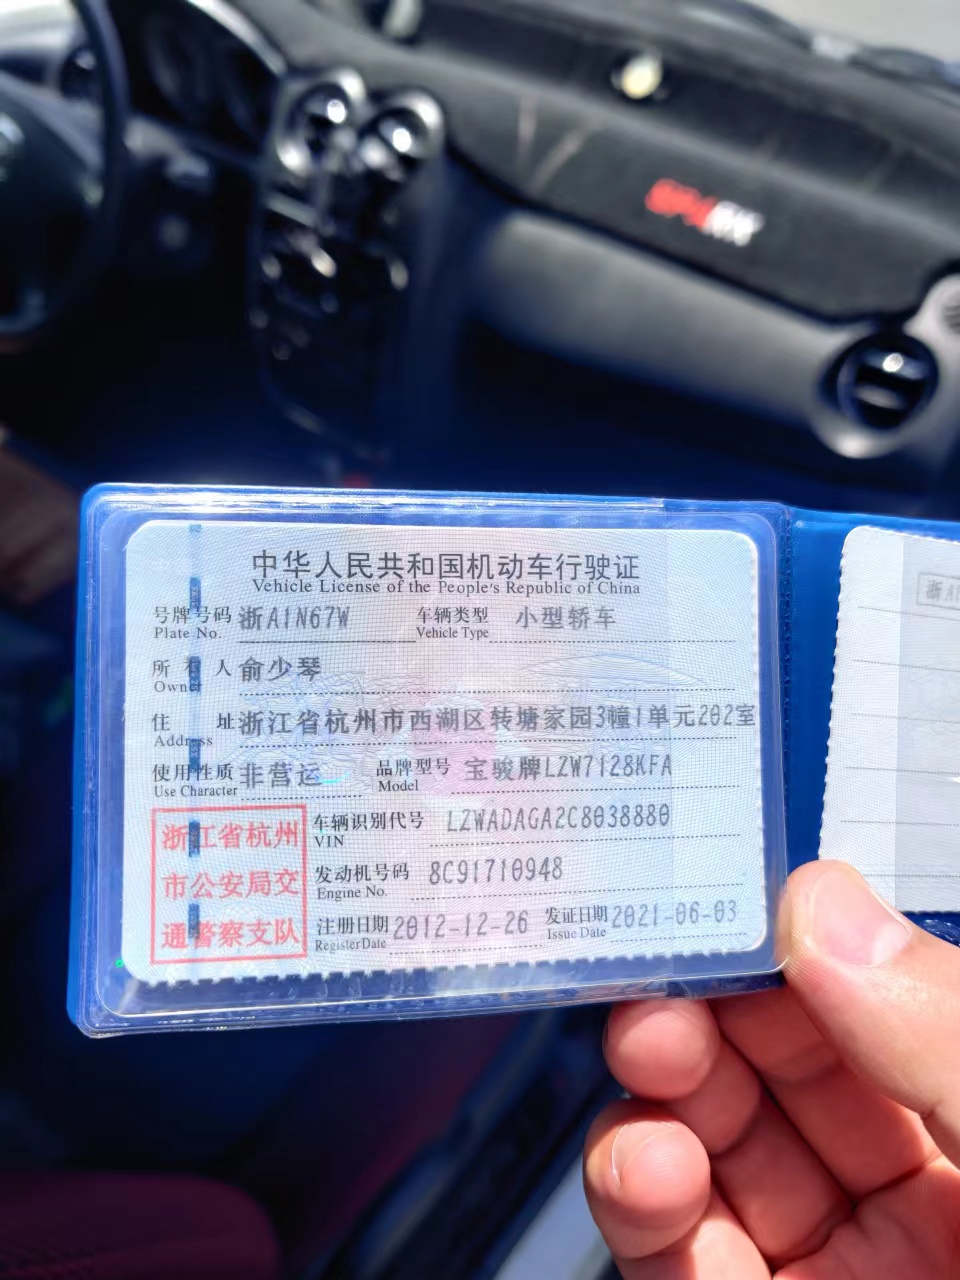 中华人民共和国机动车行驶证
Vehicle License of the People's Republic of China
号牌号码 浙A1N67W 车辆类型 小型轿车
Plate No. Vehicle Type
所有人 俞少琴
Owner
住址 浙江省杭州市西湖区转塘家园3幢1单元202室
Address
使用性质 非营运 品牌型号 宝骏牌LZW7128KFA
Use Character Model
浙江省杭州
市公安局交
通警察支队
车辆识别代号 LZWADAGA2C8038880
VIN
发动机号码 8C91710948
Engine No.
注册日期 2012-12-26 发证日期 2021-06-03
Register Date Issue Date